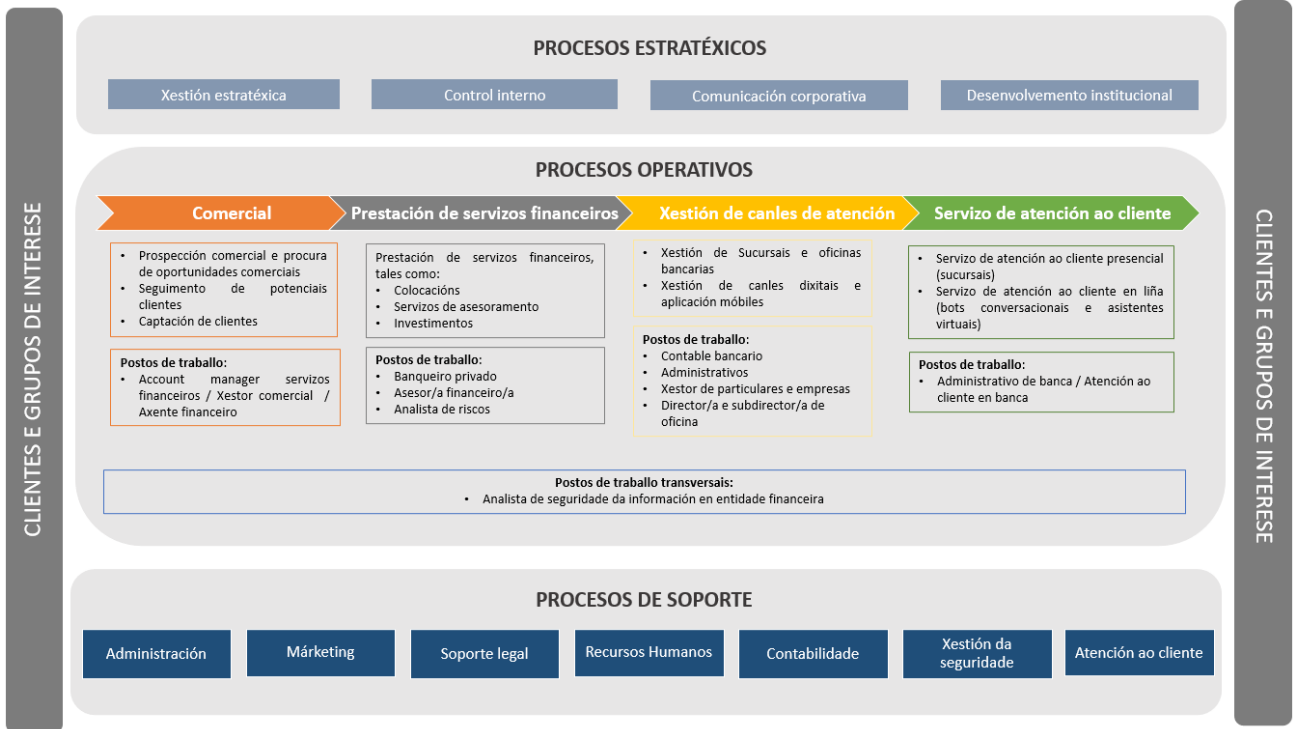 CLIENTES E GRUPOS DE INTERESE
PROCESOS ESTRATÉXICOS
Xestión estratéxica
Control interno
Comunicación corporativa
Desenvolvemento institucional
PROCESOS OPERATIVOS
Comercial
Prestación de servizos financeiros
Xestión de canles de atención
Servizo de atención ao cliente
• Prospección comercial e procura
de oportunidades comerciais
• Seguimento de potenciais
clientes
• Captación de clientes
Postos de traballo:
• Account manager servizos
financeiros / Xestor comercial /
Axente financeiro
Prestación de servizos financeiros,
tales como:
• Colocacións
• Servizos de asesoramento
• Investimentos
Postos de traballo:
• Banqueiro privado
• Asesor/a financeiro/a
• Analista de riscos
• Xestión de Sucursais e oficinas
bancarias
• Xestión de canles dixitais e
aplicación móbiles
Postos de traballo:
• Contable bancario
• Administrativos
• Xestor de particulares e empresas
• Director/a e subdirector/a de
oficina
• Servizo de atención ao cliente presencial
(sucursais)
• Servizo de atención ao cliente en liña
(bots conversacionais e asistentes
virtuais)
Postos de traballo:
• Administrativo de banca / Atención ao
cliente en banca
Postos de traballo transversais:
• Analista de seguridade da información en entidade financeira
PROCESOS DE SOPORTE
Administración
Márketing
Soporte legal
Recursos Humanos
Contabilidade
Xestión da
seguridade
Atención ao cliente
CLIENTES E GRUPOS DE INTERESE